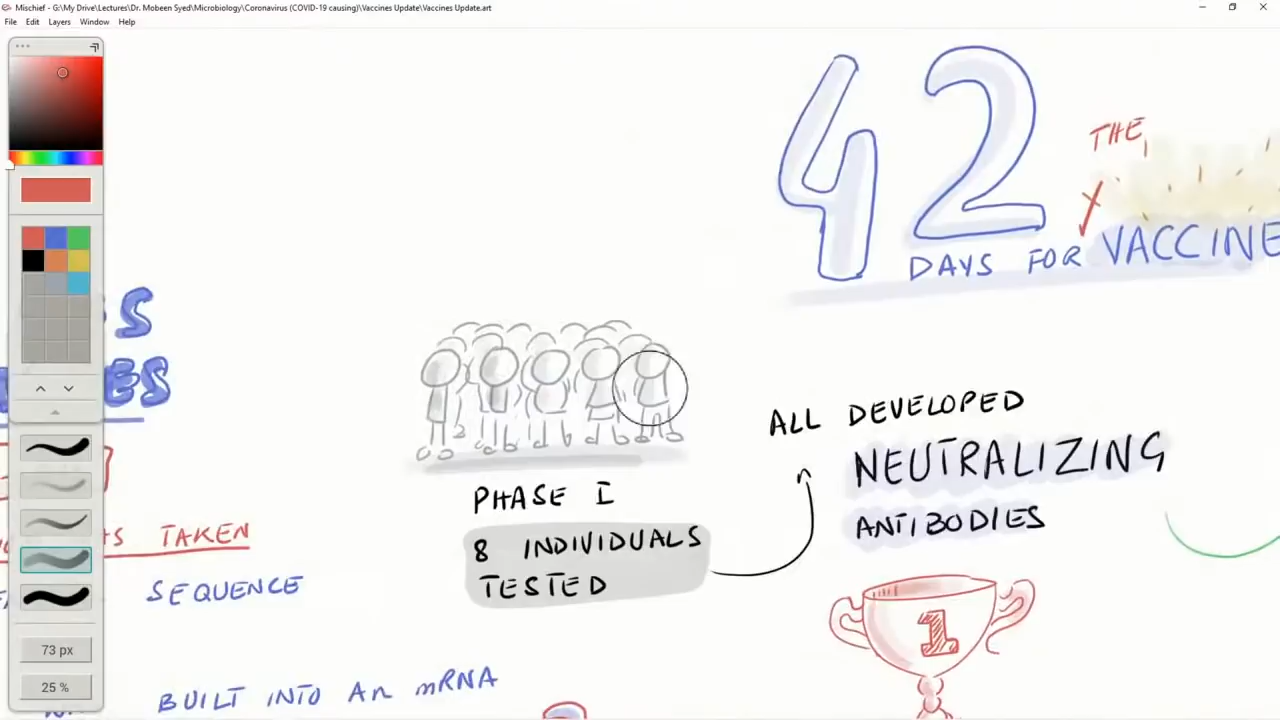 Mischief - G:\My Drive\Lectures\Dr. Mobeen Syed\Microbiology\Coronavirus (COVID-19 causing)\Vaccines Update\Vaccines Update.art
File Edit Layers Window Help
42
THE
DAYS FOR VACCINE
S
ES
ALL DEVELOPED
NEUTRALIZING
ANTIBODIES
PHASE I
8 INDIVIDUALS
TESTED
TAKEN
SEQUENCE
1
BUILT INTO An mRNA
73 px
25 %